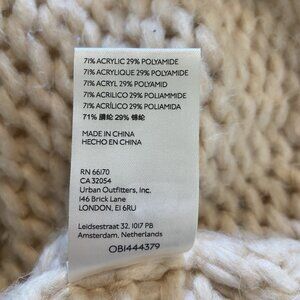 71% ACRYLIC 29% POLYAMIDE
71% ACRYLIQUE 29% POLYAMIDE
71% ACRYL 29% POLYAMID
71% ACRILICO 29% POLIAMMIDE
71% ACRÍLICO 29% POLIAMIDA
71% 腈纶 29% 锦纶
MADE IN CHINA
HECHO EN CHINA
RN 66170
CA 32054
Urban Outfitters, Inc.
146 Brick Lane
LONDON, E1 6RU
Leidsestraat 32, 1017 PB
Amsterdam, Netherlands
OB1444379